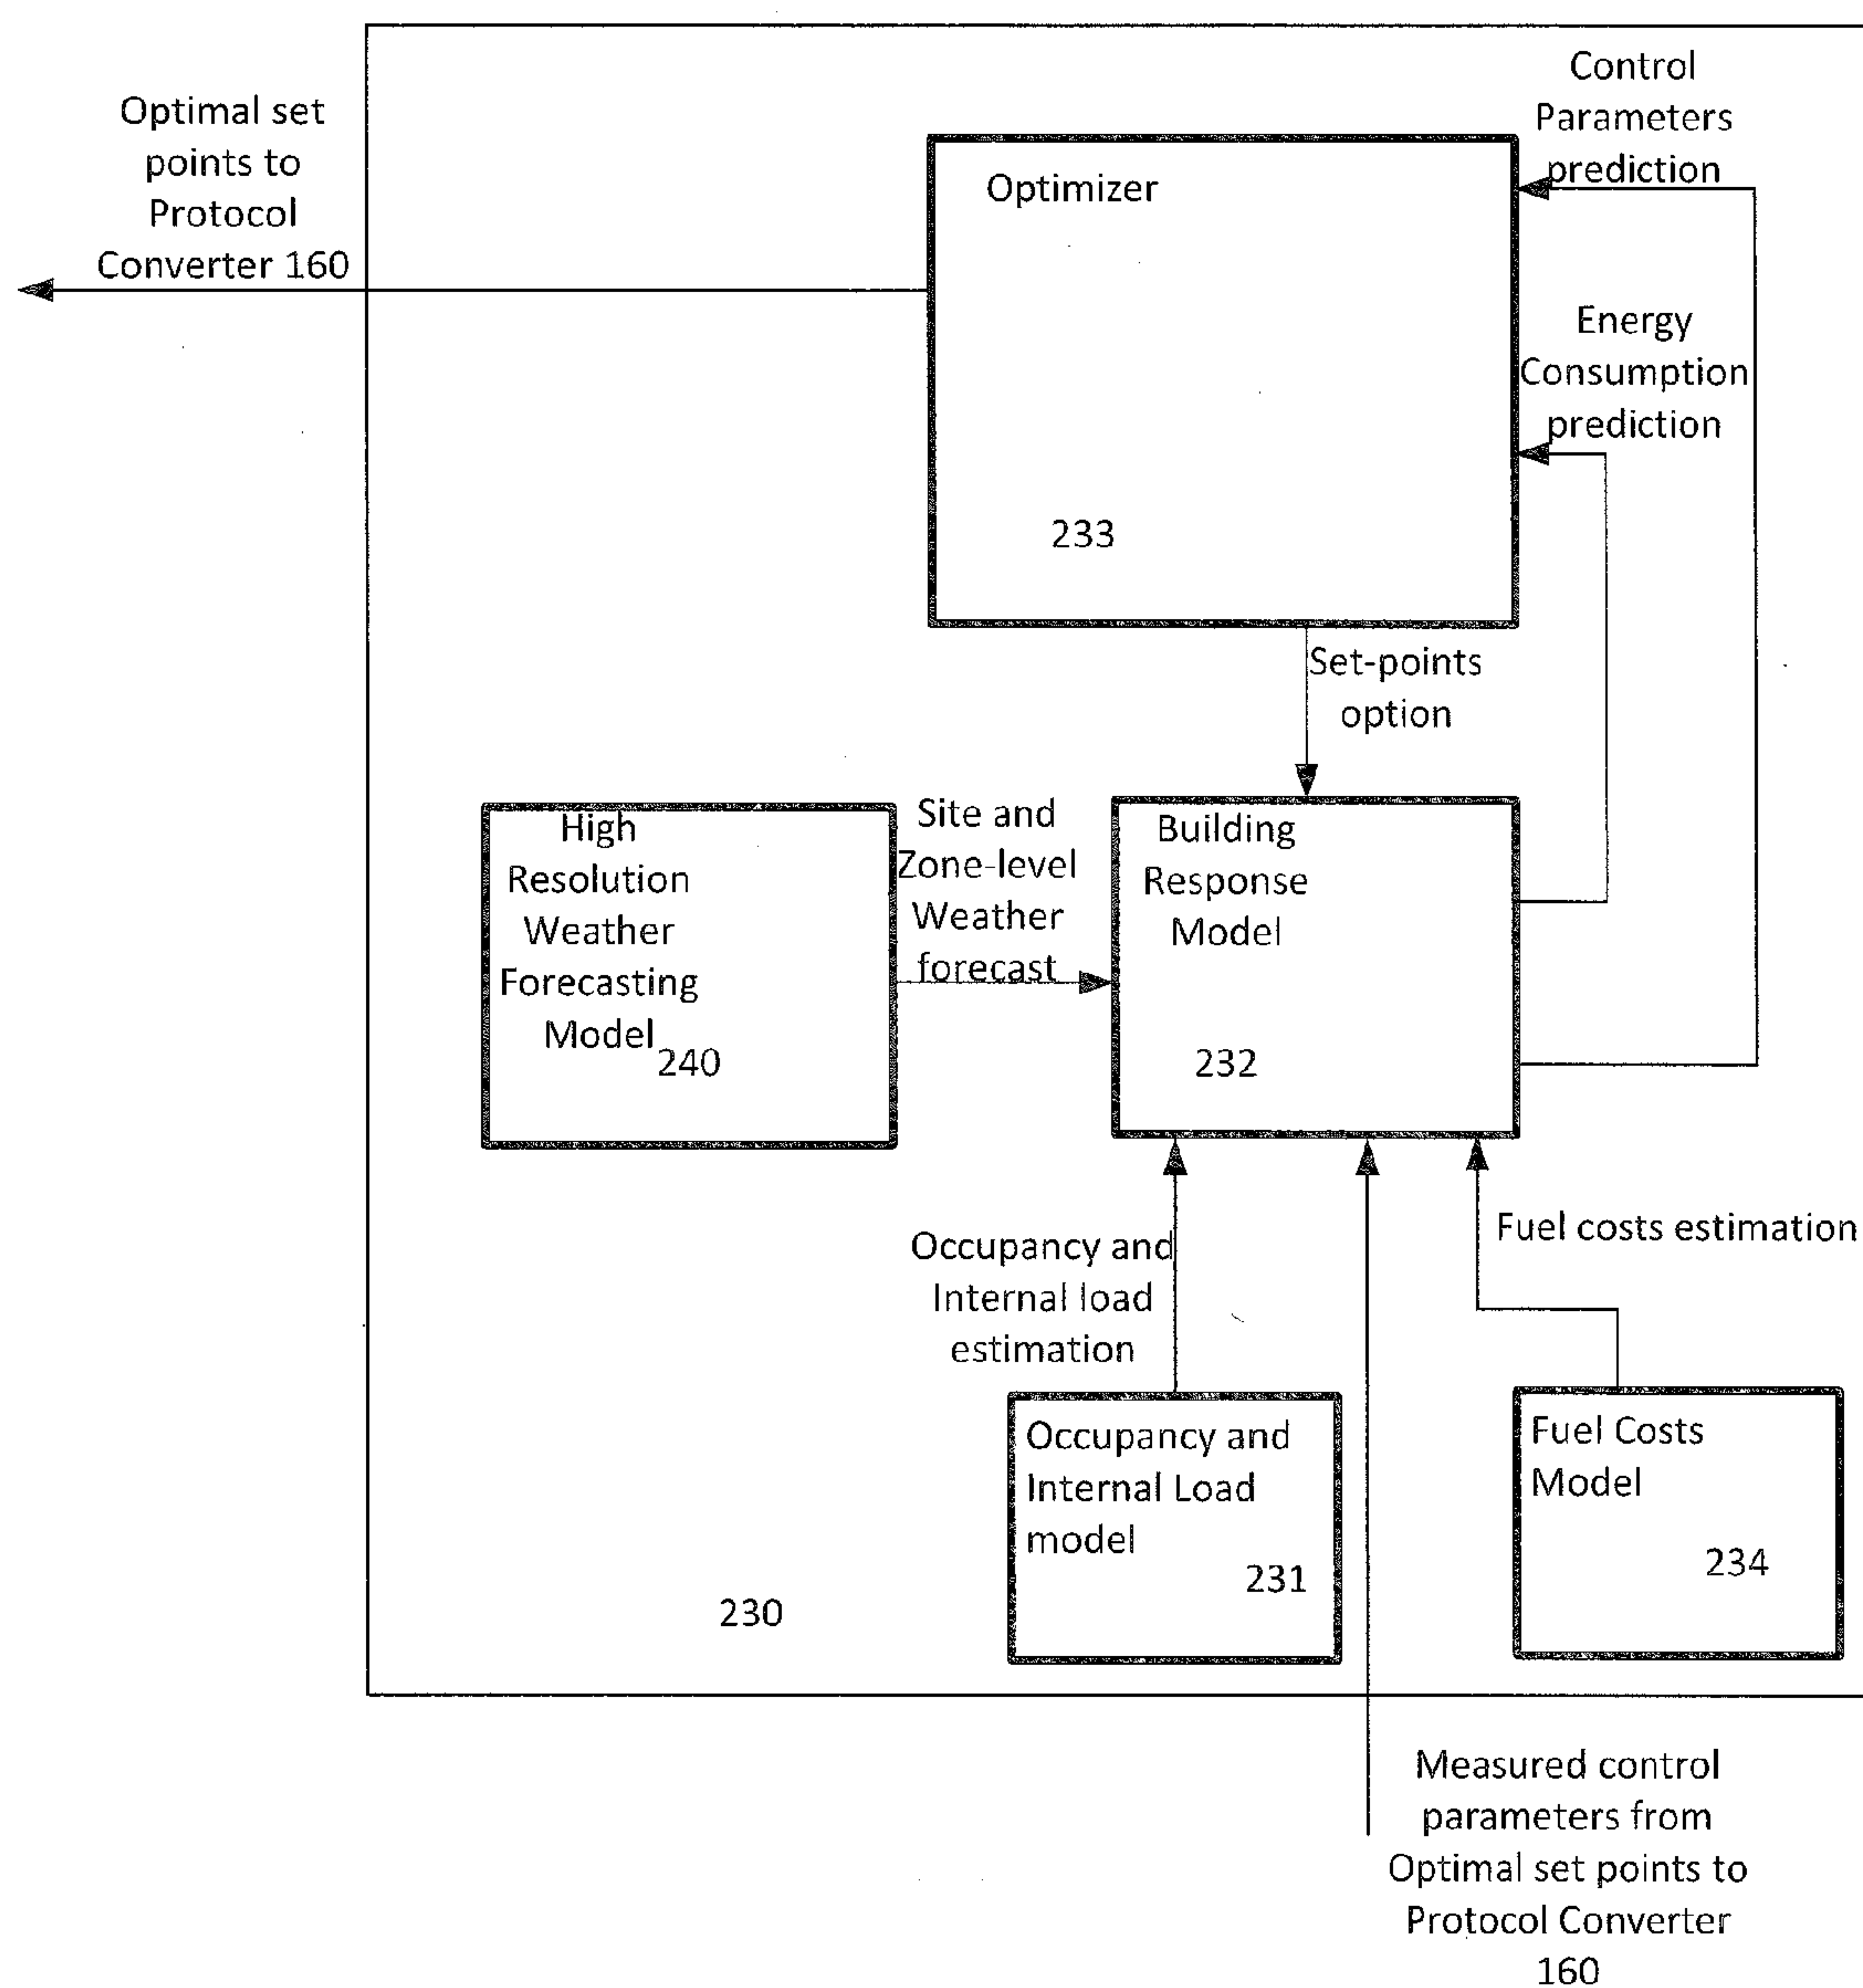 Optimal set
points to
Protocol
Converter 160
Control
Parameters
prediction
Optimizer
233
Energy
Consumption
prediction
Set-points
option
High
Resolution
Weather
Forecasting
Model
240
Site and
Zone-level
Weather
forecast
Building
Response
Model
232
Occupancy and
Internal load
estimation
Fuel costs estimation
Occupancy and
Internal Load
model
231
Fuel Costs
Model
234
230
Measured control
parameters from
Optimal set points to
Protocol Converter
160